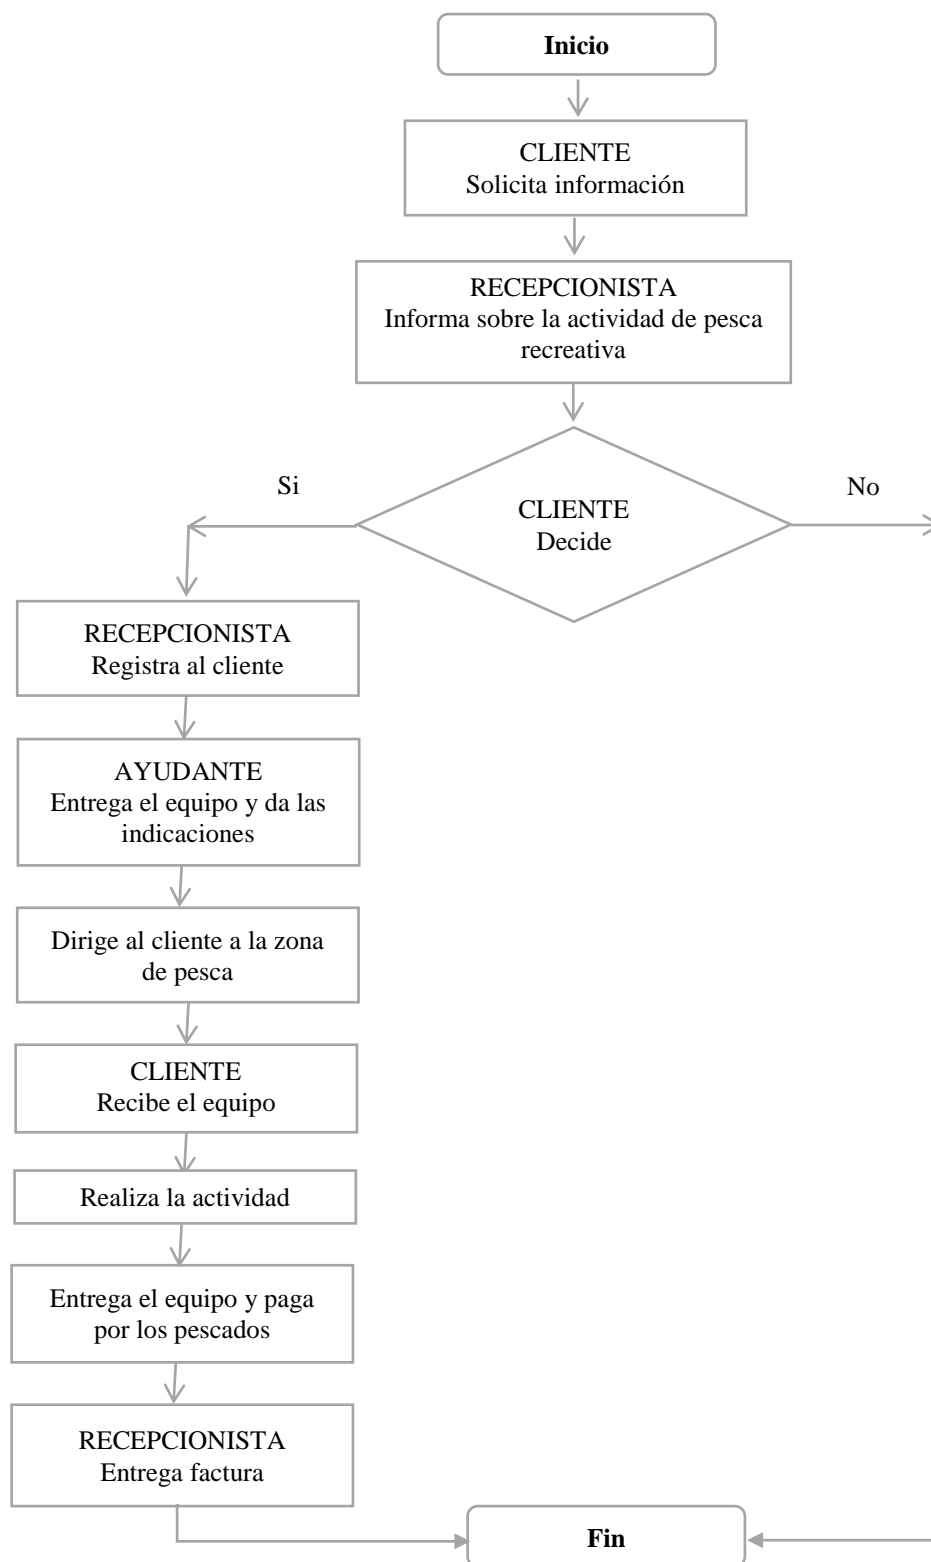 Inicio
CLIENTE
Solicita información
RECEPCIONISTA
Informa sobre la actividad de pesca
recreativa
Si
No
CLIENTE
Decide
RECEPCIONISTA
Registra al cliente
AYUDANTE
Entrega el equipo y da las
indicaciones
Dirige al cliente a la zona
de pesca
CLIENTE
Recibe el equipo
Realiza la actividad
Entrega el equipo y paga
por los pescados
RECEPCIONISTA
Entrega factura
Fin